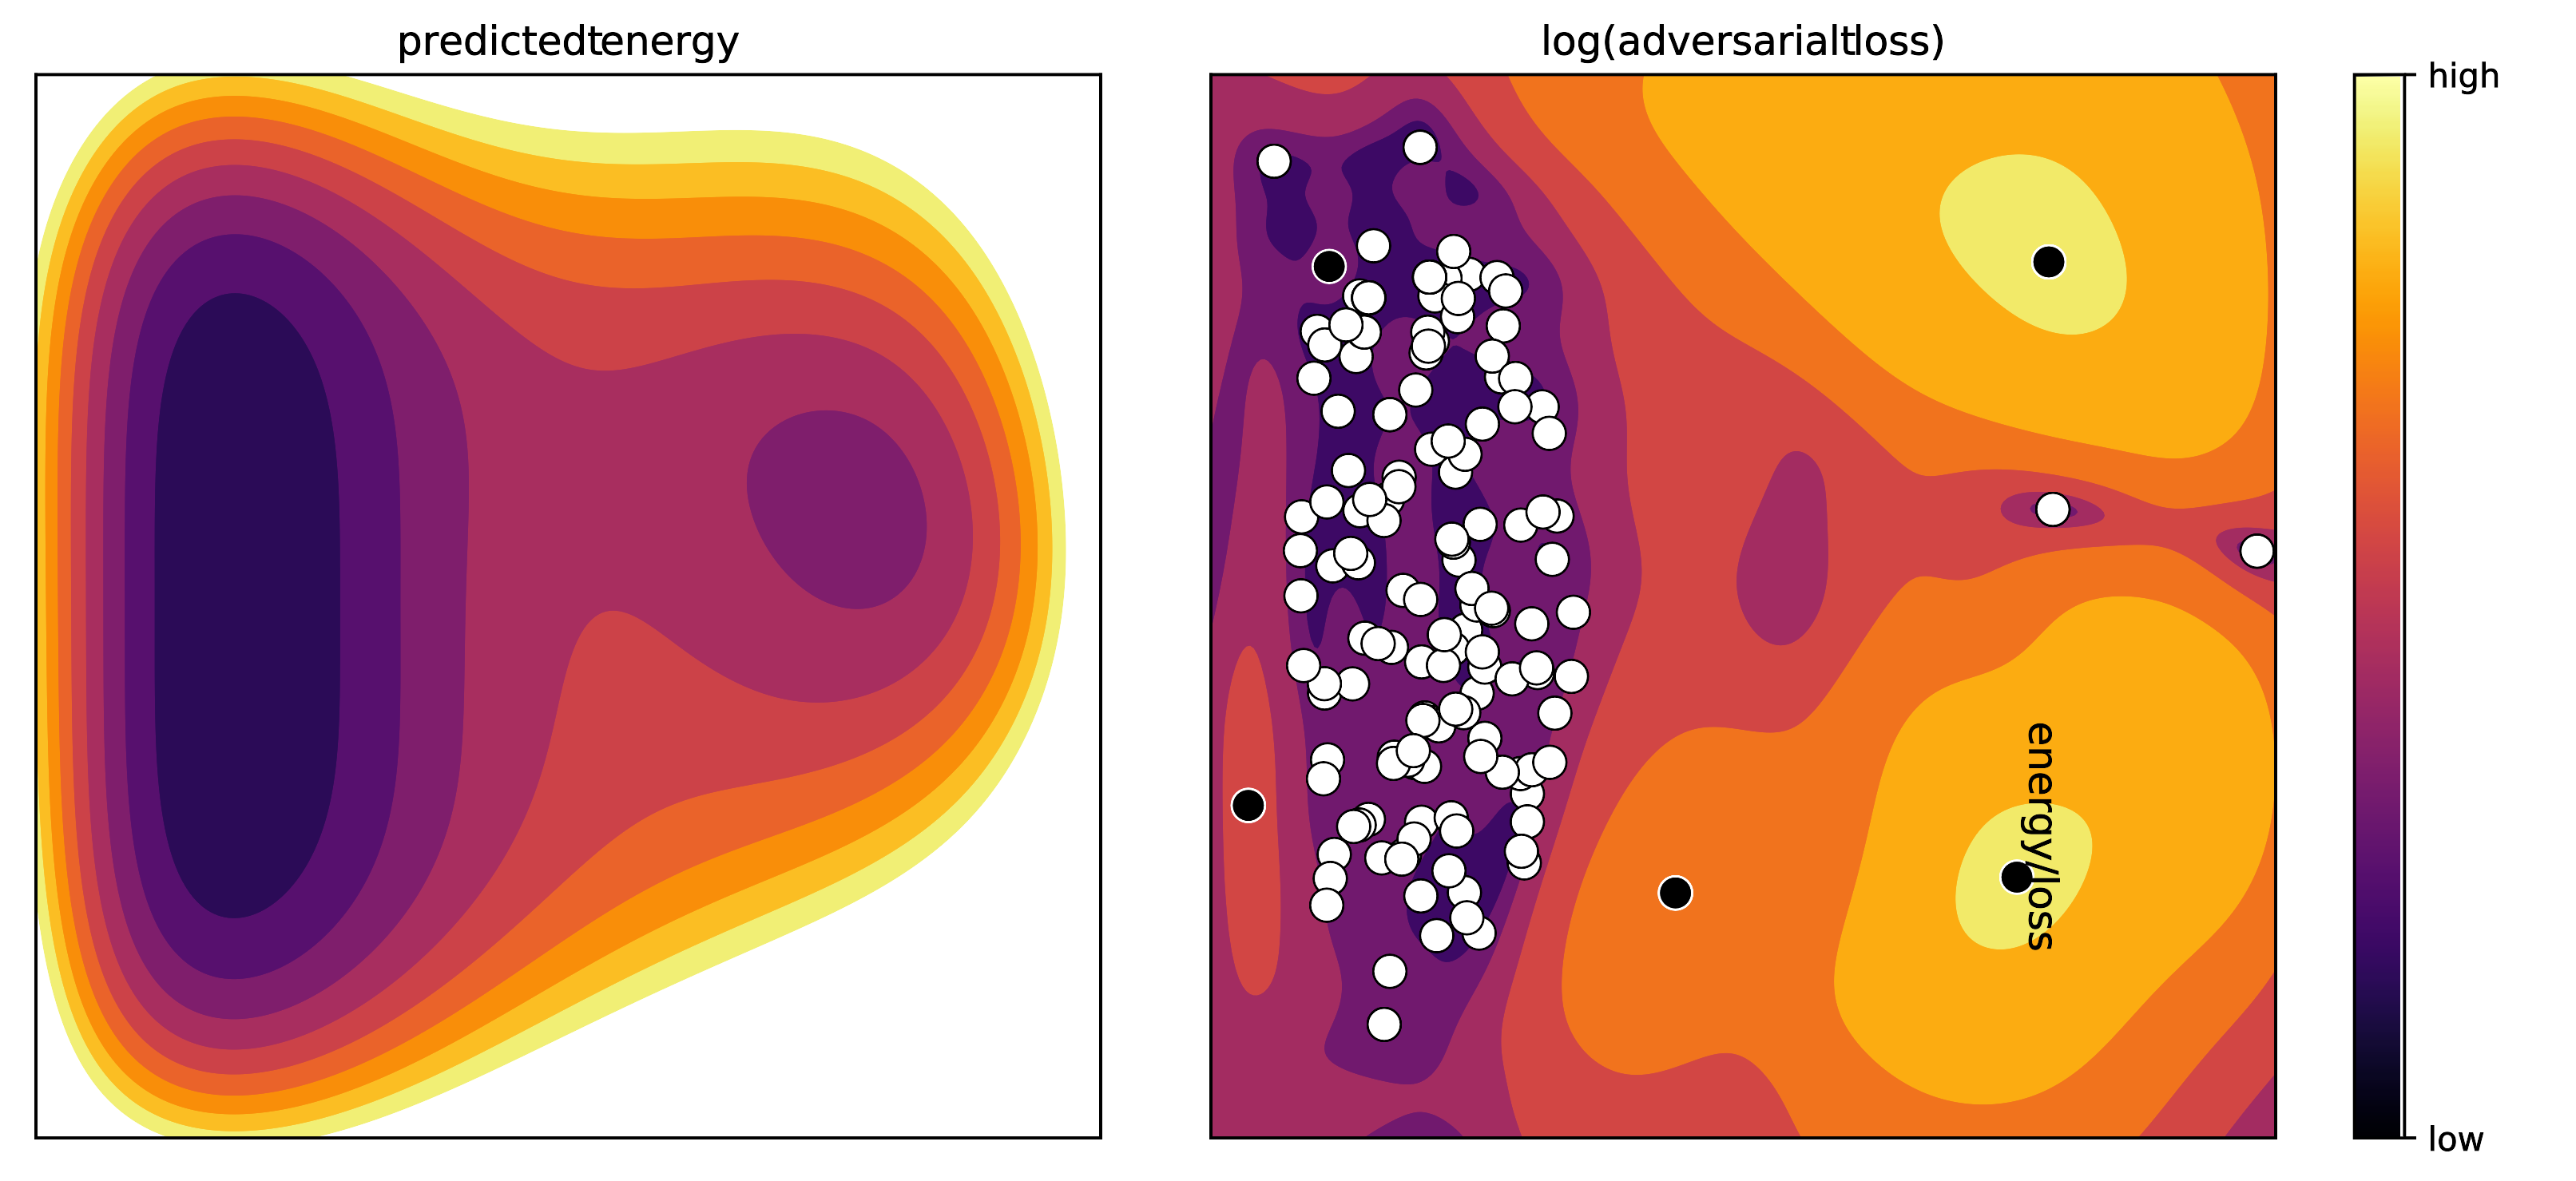 predictedtenergy
log(adversarialtloss)
high
energy/loss
low